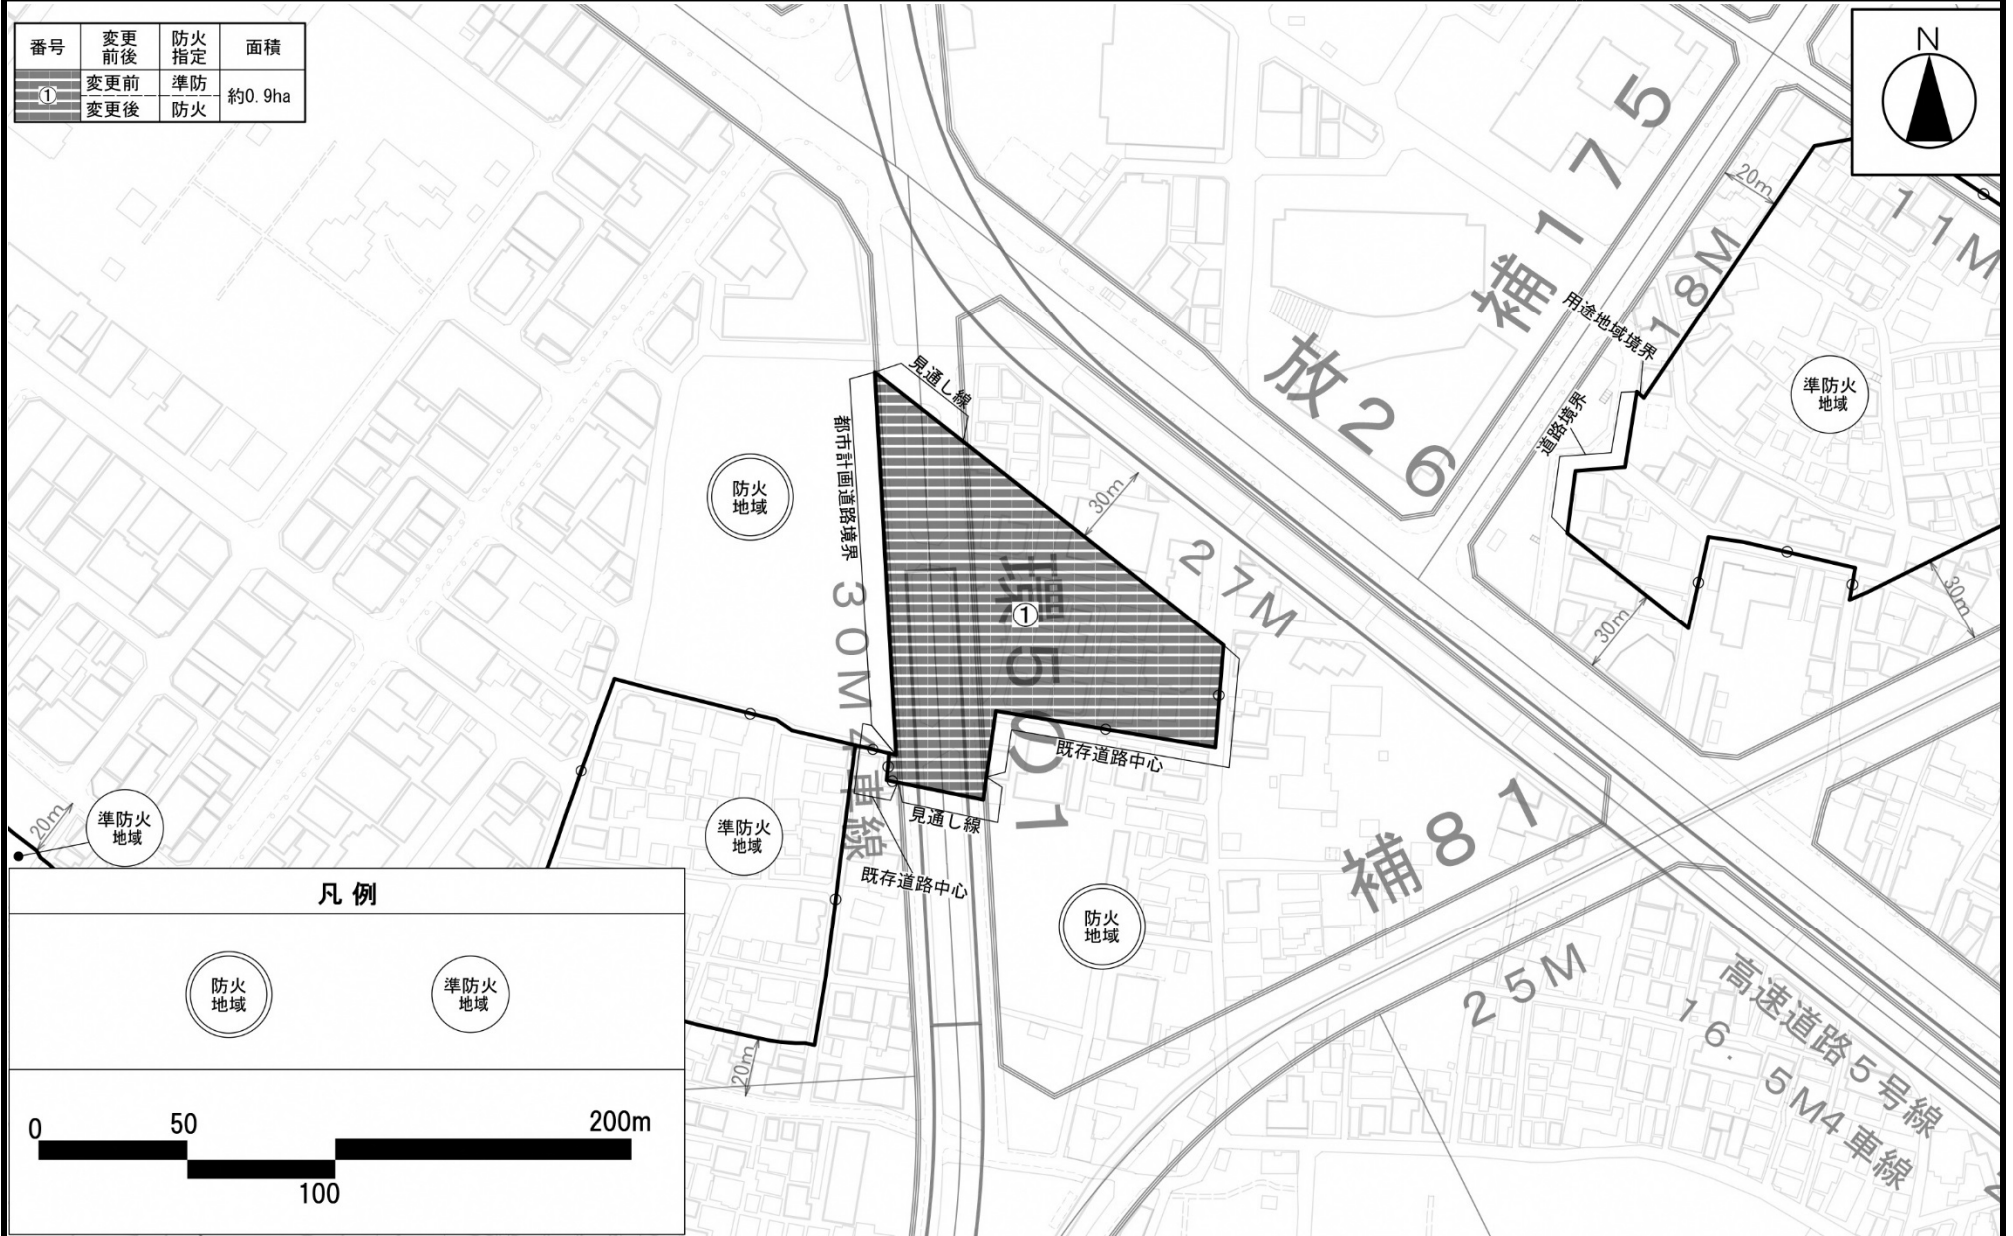 番号 変更前後 防火指定 面積
① 変更前 準防 約0.9ha
変更後 防火
N
補175
18M
11M
20m
用途地域境界
道路境界
準防火
地域
放26
見通し線
都市計画道路境界
防火
地域
30m
27M
①
環5の1
30M4車線
30m
30m
既存道路中心
見通し線
既存道路中心
準防火
地域
20m
準防火
地域
防火
地域
補81
25M
高速道路5号線
16.5M4車線
20m
凡例
防火
地域
準防火
地域
0 50 100 200m